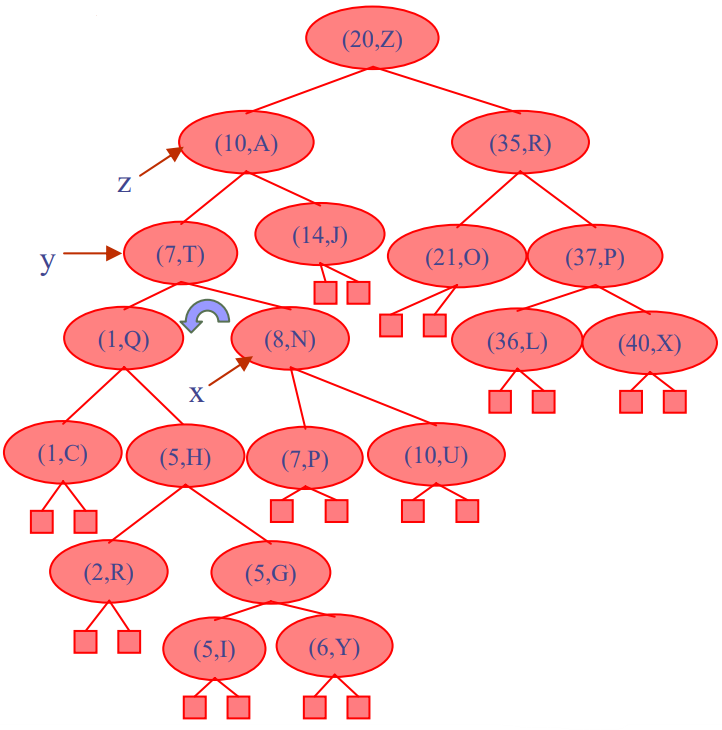 (20,Z)
(10,A)
(35,R)
z
(7,T)
(14,J)
(21,O)
(37,P)
y
(1,Q)
(8,N)
(36,L)
(40,X)
x
(1,C)
(5,H)
(7,P)
(10,U)
(2,R)
(5,G)
(5,I)
(6,Y)